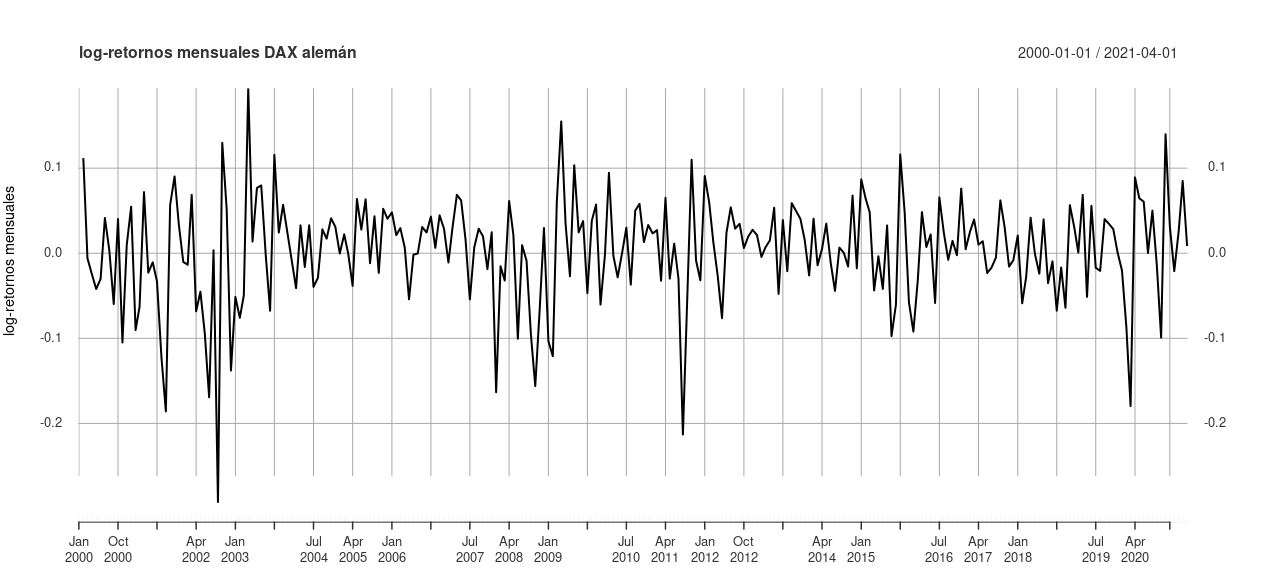 log-retornos mensuales DAX alemán
2000-01-01 / 2021-04-01
log-retornos mensuales
0.1
0.0
-0.1
-0.2
0.1
0.0
-0.1
-0.2
Jan Oct Apr Jan Jul Apr Jan Jul Apr Jan Jul Apr Jan Oct Apr Jan Jul Apr Jan Jul Apr
2000 2000 2002 2003 2004 2005 2006 2007 2008 2009 2010 2011 2012 2012 2014 2015 2016 2017 2018 2019 2020